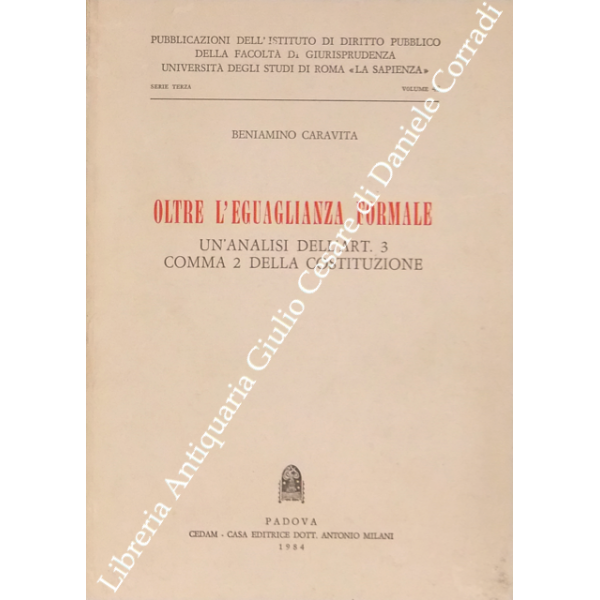 PUBBLICAZIONI DELL'ISTITUTO DI DIRITTO PUBBLICO
DELLA FACOLTÀ DI GIURISPRUDENZA
UNIVERSITÀ DEGLI STUDI DI ROMA «LA SAPIENZA»
SERIE TERZA
VOLUME
BENIAMINO CARAVITA
OLTRE L'EGUAGLIANZA FORMALE
UN'ANALISI DELL'ART. 3
COMMA 2 DELLA COSTITUZIONE
PADOVA
CEDAM - CASA EDITRICE DOTT. ANTONIO MILANI
1984
Libreria Antiquaria Giulio Cesare di Daniele Corradi